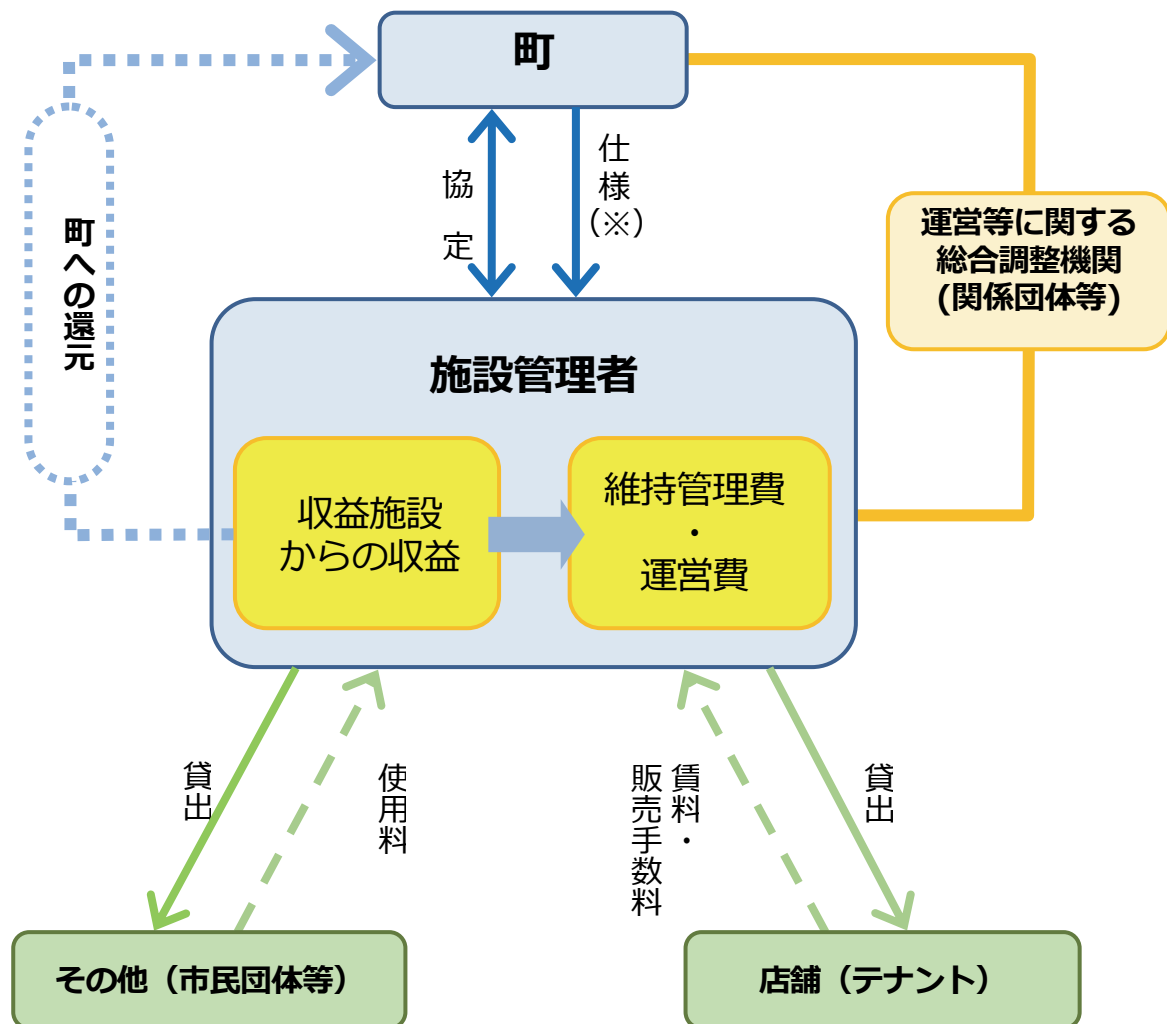 町
協定
仕様(※)
運営等に関する
総合調整機関
(関係団体等)
町への還元
施設管理者
収益施設
からの収益
維持管理費
・
運営費
貸出
使用料
賃料・
販売手数料
貸出
その他（市民団体等）
店舗（テナント）